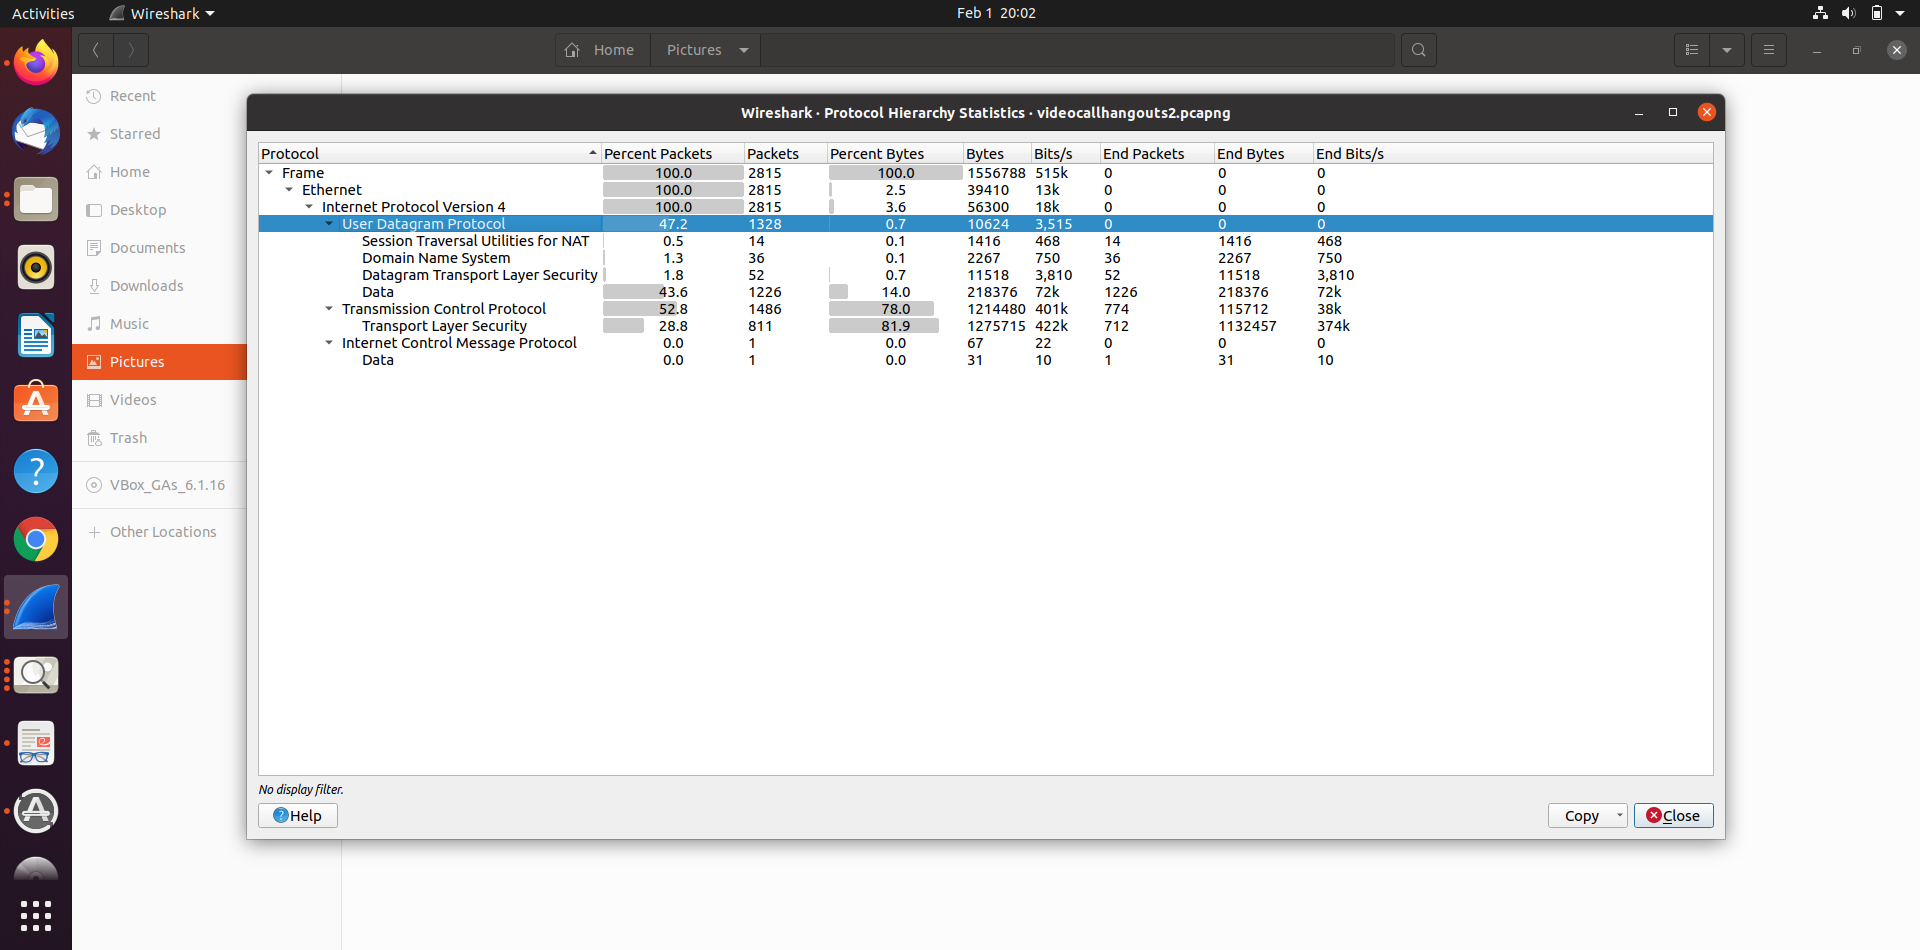 Activities Wireshark Feb 1 20:02
Home Pictures
Recent
Starred
Home
Desktop
Documents
Downloads
Music
Pictures
Videos
Trash
VBox_GAs_6.1.16
Other Locations
Wireshark · Protocol Hierarchy Statistics · videocallhangouts2.pcapng
Protocol Percent Packets Packets Percent Bytes Bytes Bits/s End Packets End Bytes End Bits/s
Frame 100.0 2815 100.0 1556788 515k 0 0 0
Ethernet 100.0 2815 2.5 39410 13k 0 0 0
Internet Protocol Version 4 100.0 2815 3.6 56300 18k 0 0 0
User Datagram Protocol 47.2 1328 0.7 10624 3,515 0 0 0
Session Traversal Utilities for NAT 0.5 14 0.1 1416 468 14 1416 468
Domain Name System 1.3 36 0.1 2267 750 36 2267 750
Datagram Transport Layer Security 1.8 52 0.7 11518 3,810 52 11518 3,810
Data 43.6 1226 14.0 218376 72k 1226 218376 72k
Transmission Control Protocol 52.8 1486 78.0 1214480 401k 774 115712 38k
Transport Layer Security 28.8 811 81.9 1275715 422k 712 1132457 374k
Internet Control Message Protocol 0.0 1 0.0 67 22 0 0 0
Data 0.0 1 0.0 31 10 1 31 10
No display filter.
Help Copy Close